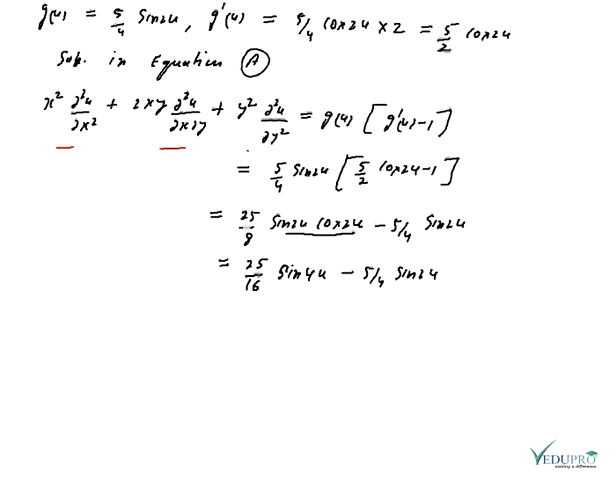 g(u) = 5/4 Sin2u, g'(u) = 5/4 Cos2u × 2 = 5/2 Cos2u
Sub. in Equation Ⓐ
x² ∂²u/∂x² + 2xy ∂²u/∂x∂y + y² ∂²u/∂y² = g(u) [g'(u)-1]
= 5/4 Sin2u [5/2 Cos2u-1]
= 25/8 Sin2u Cos2u - 5/4 Sin2u
= 25/16 Sin4u - 5/4 Sin2u
VEDUPRO